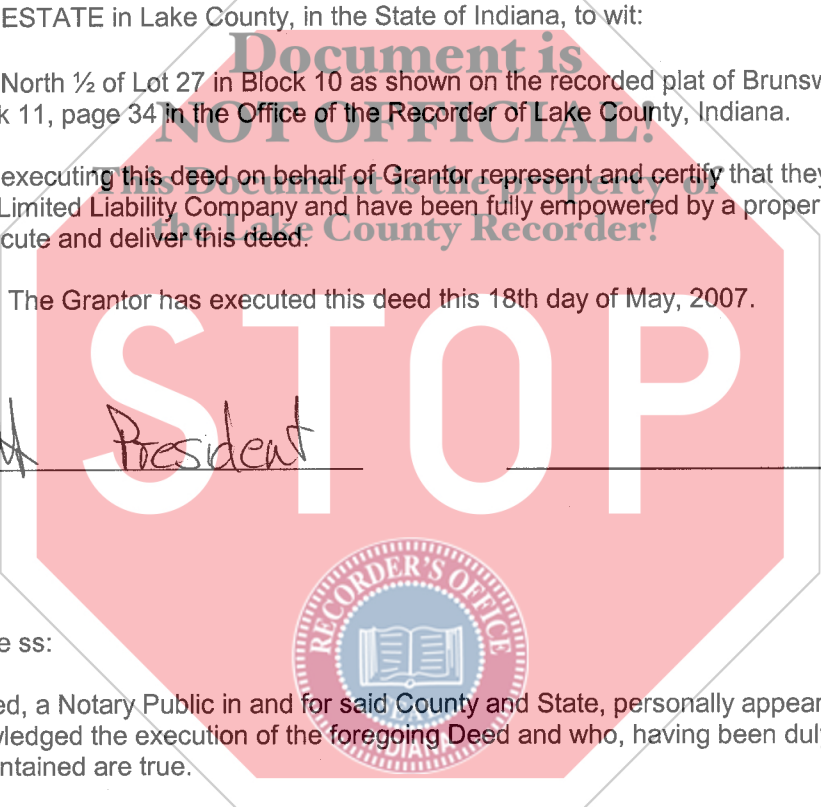 ESTATE in Lake County, in the State of Indiana, to wit:
Document is
North ½ of Lot 27 in Block 10 as shown on the recorded plat of Brunsw
k 11, page 34 in the Office of the Recorder of Lake County, Indiana.
NOT OFFICIAL!
executing this deed on behalf of Grantor represent and certify that they
This Document is the property of
Limited Liability Company and have been fully empowered by a proper
the Lake County Recorder!
cute and deliver this deed.
The Grantor has executed this deed this 18th day of May, 2007.
STOP
President
RECORDER'S OFFICE
e ss:
ed, a Notary Public in and for said County and State, personally appear
vledged the execution of the foregoing Deed and who, having been duly
INDIANA
ntained are true.